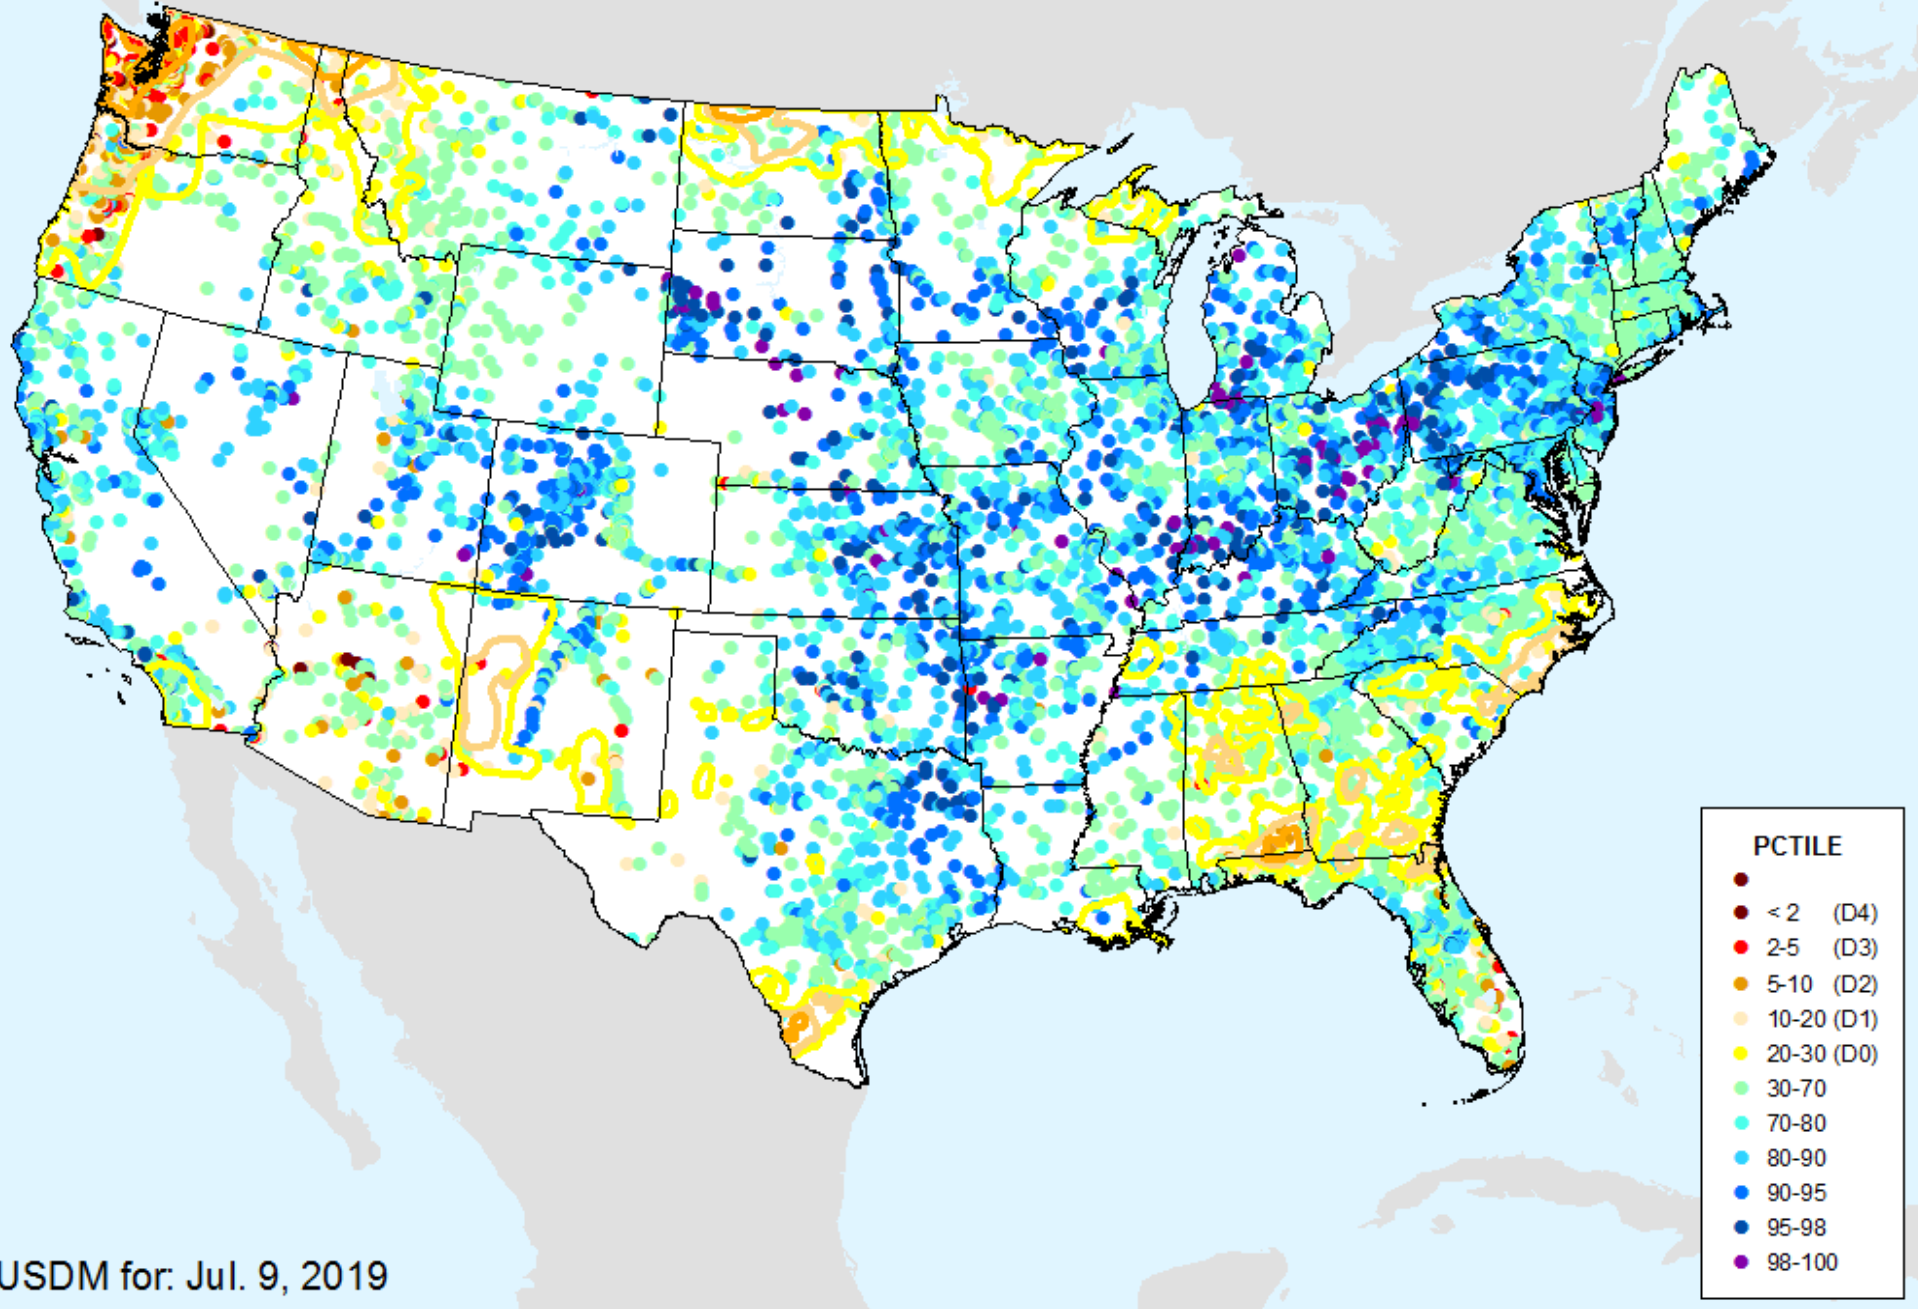 PCTILE
< 2 (D4)
2-5 (D3)
5-10 (D2)
10-20 (D1)
20-30 (D0)
30-70
70-80
80-90
90-95
95-98
98-100
USDM for: Jul. 9, 2019